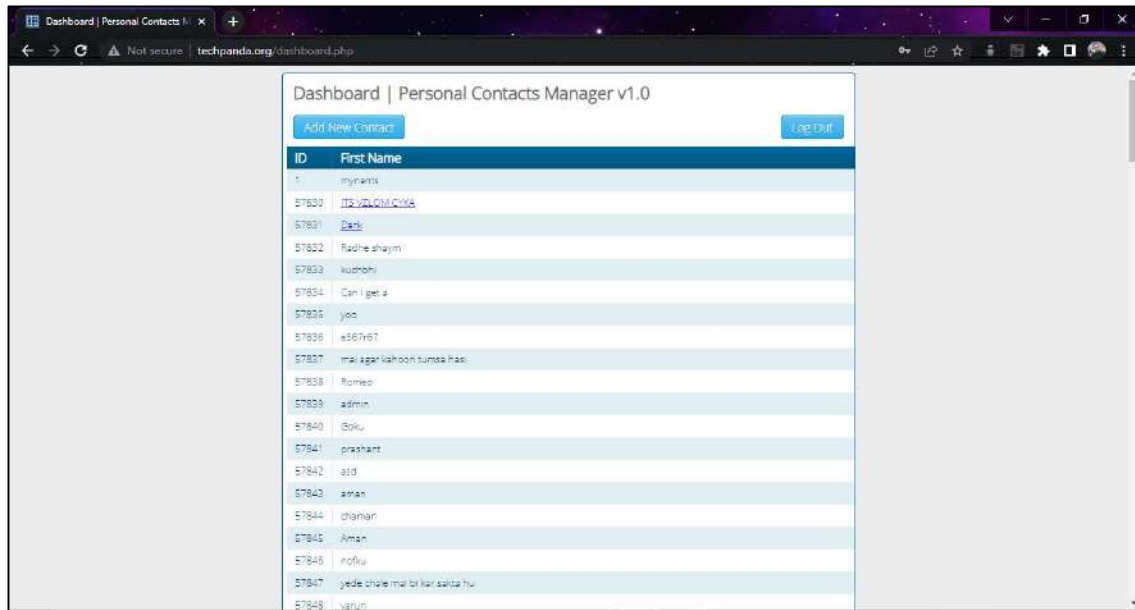 Dashboard | Personal Contacts M
Not secure | techpanda.org/dashboard.php
Dashboard | Personal Contacts Manager v1.0
Add New Contact Log Out
ID First Name
1
57830 ITS VZLOM CYKA
57831 Dark
57832 Radhe shaym
57833 kuchbhi
57834 Can I get a
57835 yoo
57836 e567r67
57837 mai agar kahoon tumsa hasi
57838 Romeo
57839 admin
57840 Goku
57841 prashant
57842 asd
57843 aman
57844 chaman
57845 Aman
57846 nofku
57847 yede chale mai bi kar sakta hu
57848 varun